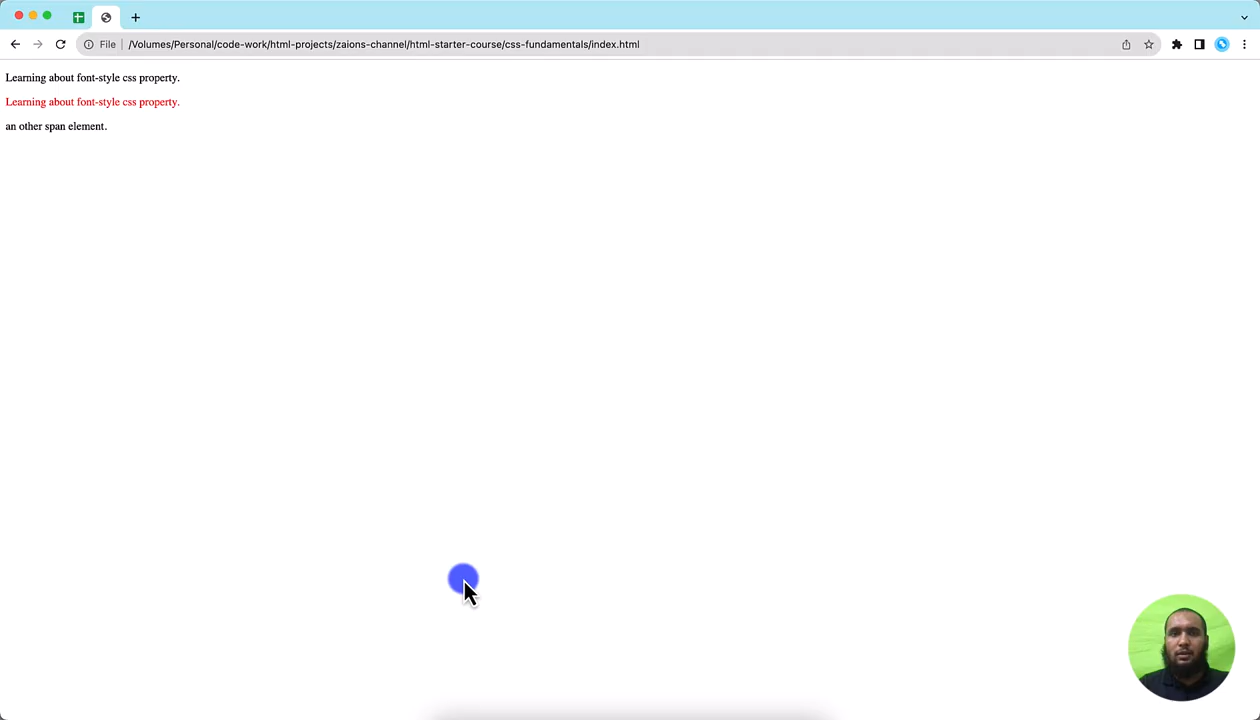 File
/Volumes/Personal/code-work/html-projects/zaions-channel/html-starter-course/css-fundamentals/index.html
Learning about font-style css property.
Learning about font-style css property.
an other span element.